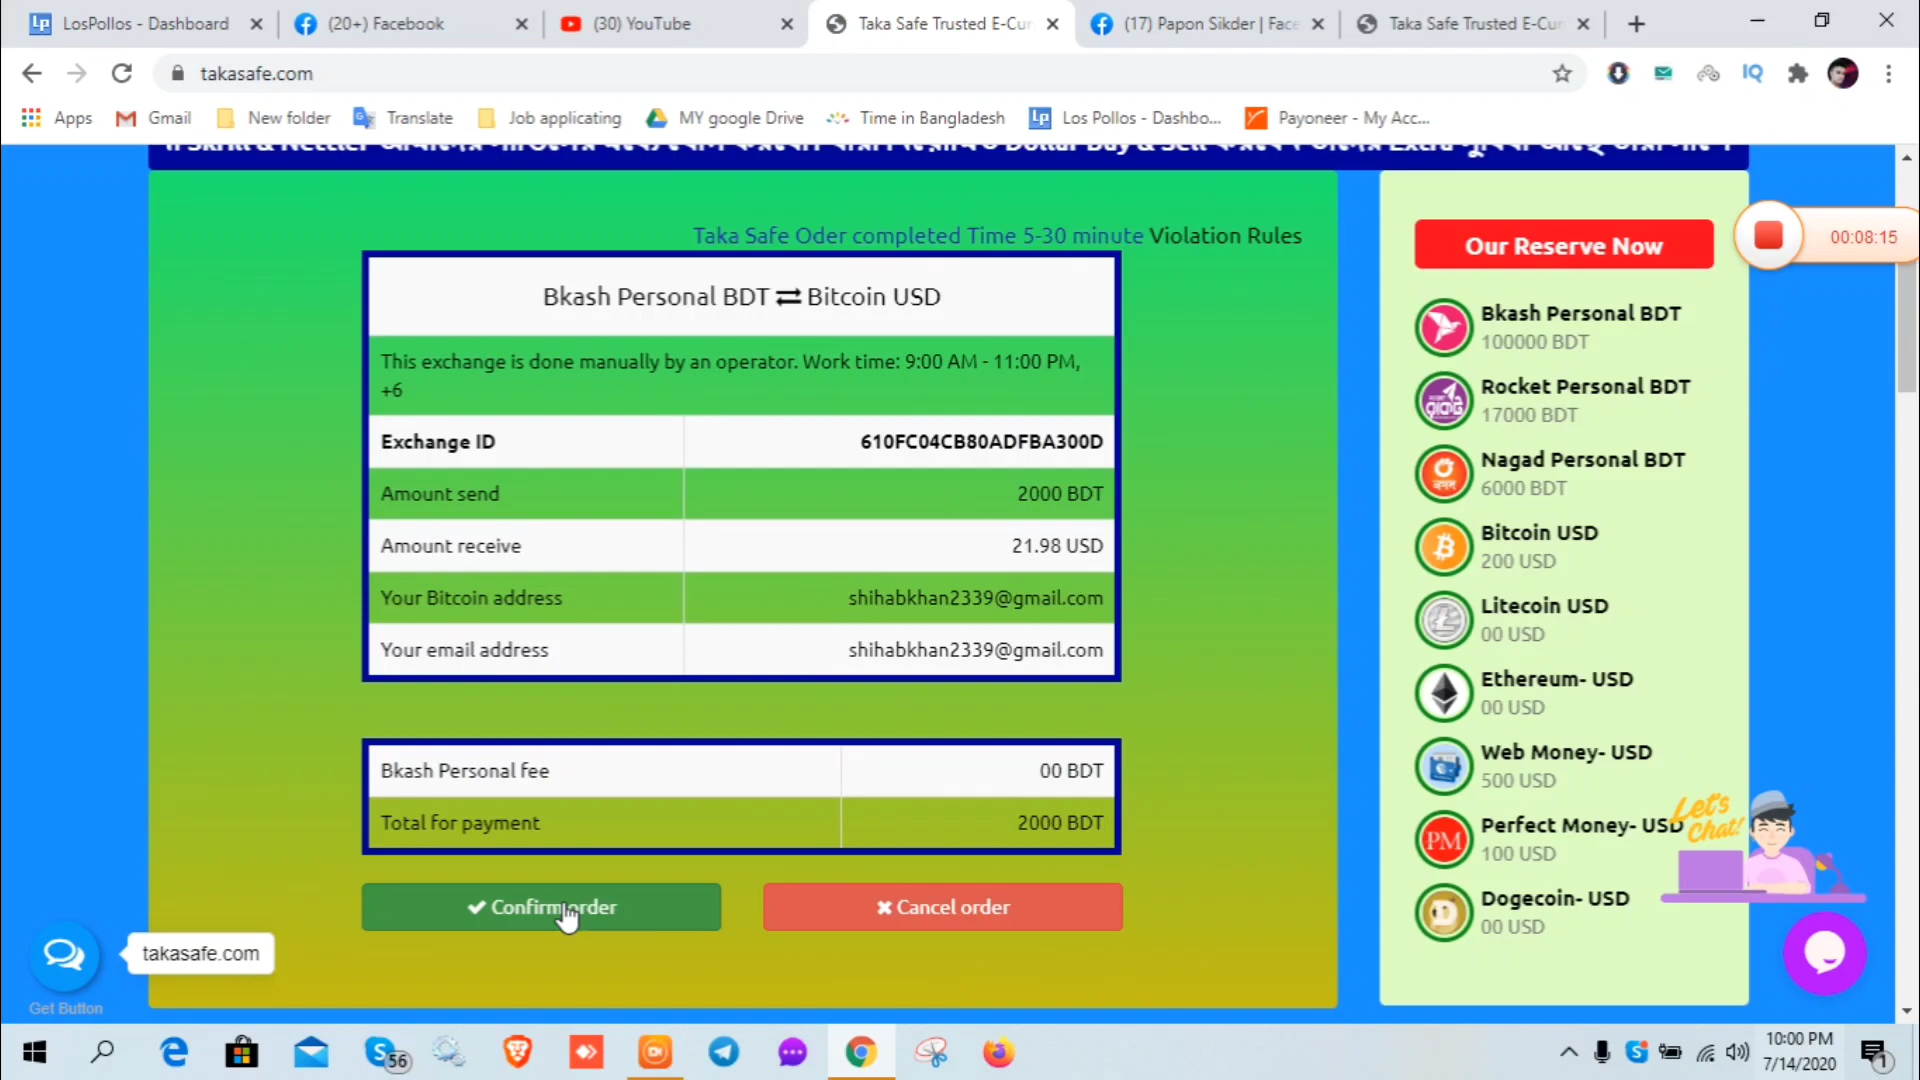 LosPollos - Dashboard
(20+) Facebook
(30) YouTube
Taka Safe Trusted E-Cur
(17) Papon Sikder | Face
Taka Safe Trusted E-Cur
takasafe.com
Apps
Gmail
New folder
Translate
Job applicating
MY google Drive
Time in Bangladesh
Los Pollos - Dashbo...
Payoneer - My Acc...
Taka Safe Oder completed Time 5-30 minute Violation Rules
Bkash Personal BDT ⇄ Bitcoin USD
This exchange is done manually by an operator. Work time: 9:00 AM - 11:00 PM,
+6
Exchange ID 610FC04CB80ADFBA300D
Amount send 2000 BDT
Amount receive 21.98 USD
Your Bitcoin address shihabkhan2339@gmail.com
Your email address shihabkhan2339@gmail.com
Bkash Personal fee 00 BDT
Total for payment 2000 BDT
✔ Confirm order
✖ Cancel order
Our Reserve Now
00:08:15
Bkash Personal BDT
100000 BDT
Rocket Personal BDT
17000 BDT
Nagad Personal BDT
6000 BDT
Bitcoin USD
200 USD
Litecoin USD
00 USD
Ethereum- USD
00 USD
Web Money- USD
500 USD
Perfect Money- USD
100 USD
Dogecoin- USD
00 USD
PM
Let's
Chat!
takasafe.com
Get Button
56
10:00 PM
7/14/2020
1